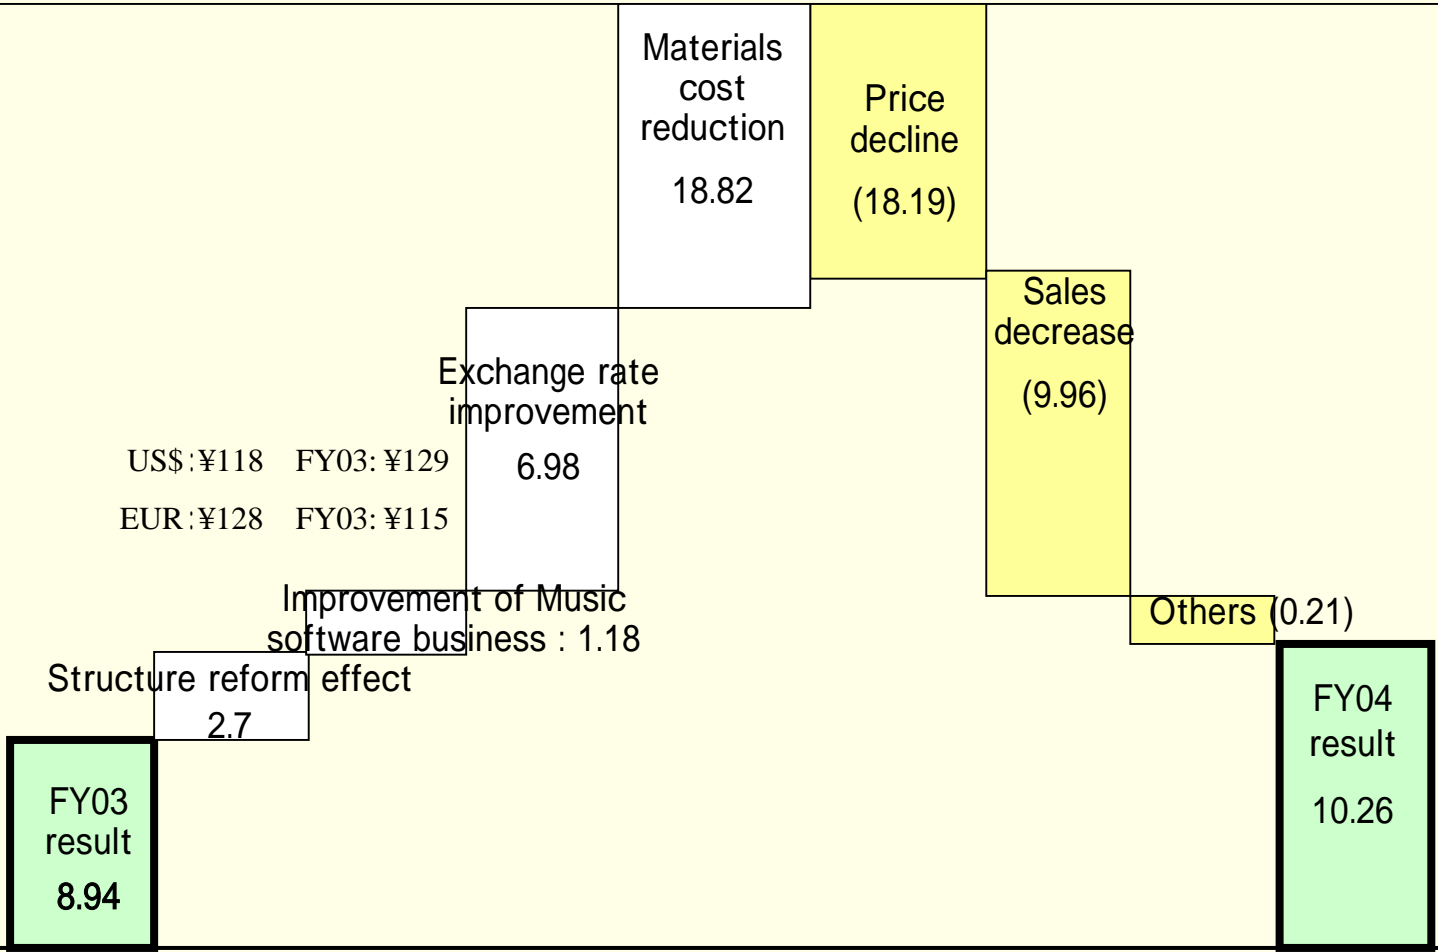 Materials
cost
reduction
18.82
Price
decline
(18.19)
Sales
decrease
(9.96)
Exchange rate
improvement
6.98
US$:¥118 FY03: ¥129
EUR:¥128 FY03: ¥115
Improvement of Music
software business : 1.18
Structure reform effect
2.7
Others (0.21)
FY03
result
8.94
FY04
result
10.26